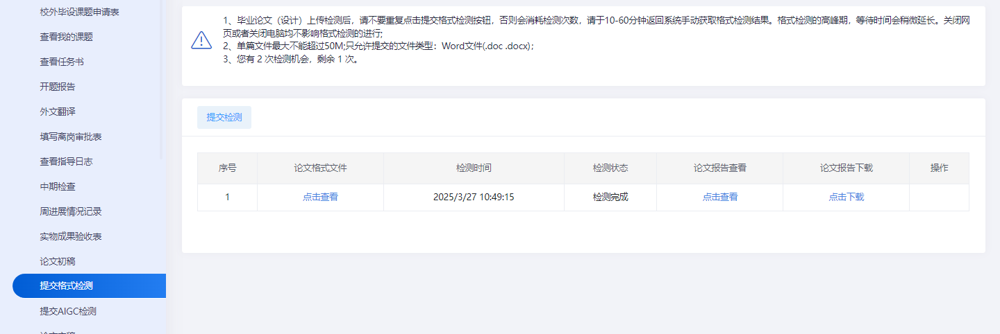 校外毕设课题申请表
查看我的课题
查看任务书
开题报告
外文翻译
填写离岗审批表
查看指导日志
中期检查
周进展情况记录
实物成果验收表
论文初稿
提交格式检测
提交AIGC检测
1、毕业论文（设计）上传检测后，请不要重复点击提交格式检测按钮，否则会消耗检测次数，请于10-60分钟返回系统手动获取格式检测结果。格式检测的高峰期，等待时间会稍微延长。关闭网
页或者关闭电脑均不影响格式检测的进行;
2、单篇文件最大不能超过50M;只允许提交的文件类型：Word文件(.doc .docx)；
3、您有 2 次检测机会，剩余 1 次。
提交检测
序号 论文格式文件 检测时间 检测状态 论文报告查看 论文报告下载 操作
1 点击查看 2025/3/27 10:49:15 检测完成 点击查看 点击下载